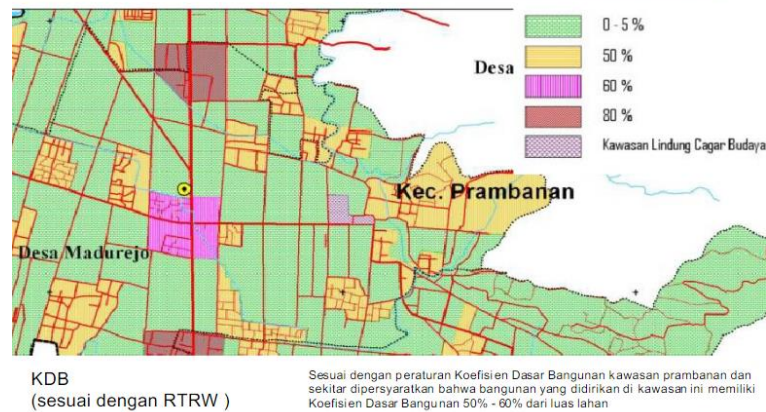 0 - 5 %
50 %
Desa
60 %
80 %
Kawasan Lindung Cagar Budaya
Kec. Prambanan
Desa Madurejo
KDB
(sesuai dengan RTRW )
Sesuai dengan peraturan Koefisien Dasar Bangunan kawasan prambanan dan
sekitar dipersyaratkan bahwa bangunan yang didirikan di kawasan ini memiliki
Koefisien Dasar Bangunan 50% - 60% dari luas lahan